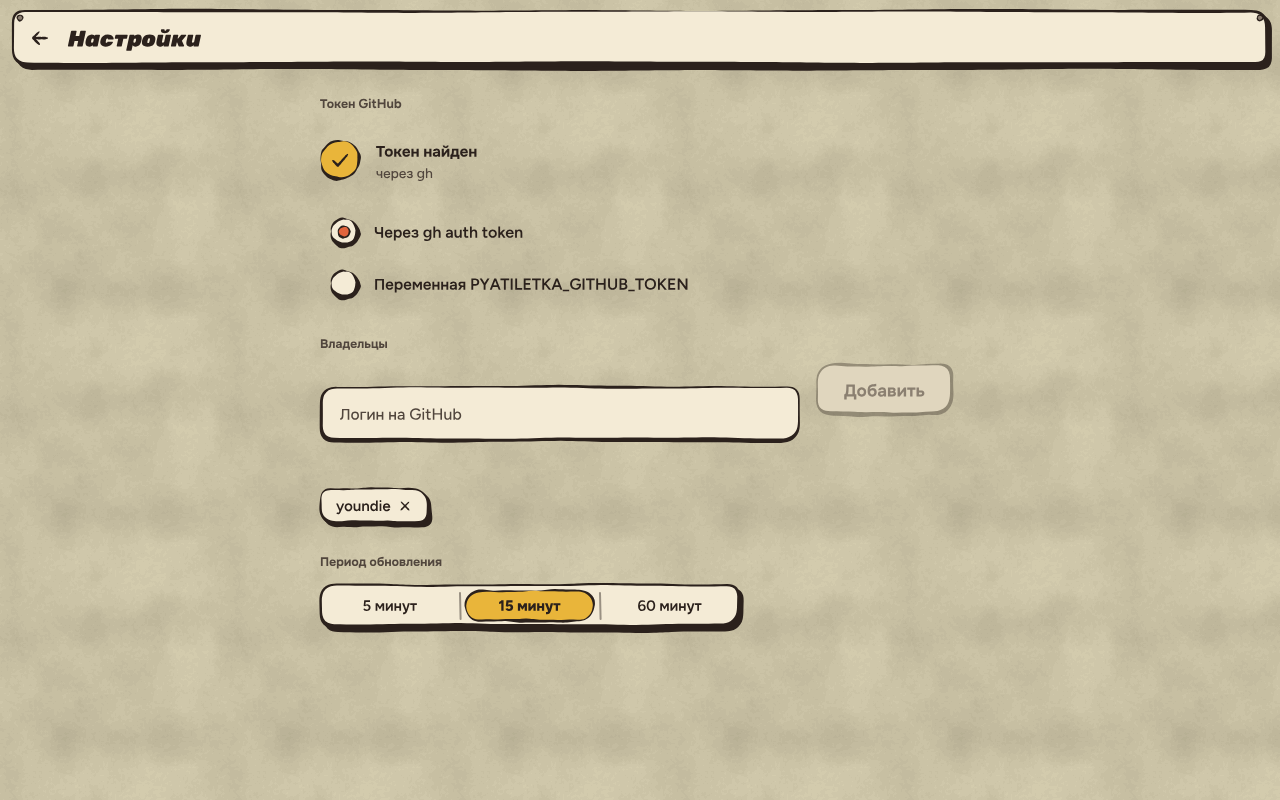 Настройки
Токен GitHub
Токен найден
через gh
Через gh auth token
Переменная PYATILETKA_GITHUB_TOKEN
Владельцы
Логин на GitHub
Добавить
youndie
Период обновления
5 минут
15 минут
60 минут